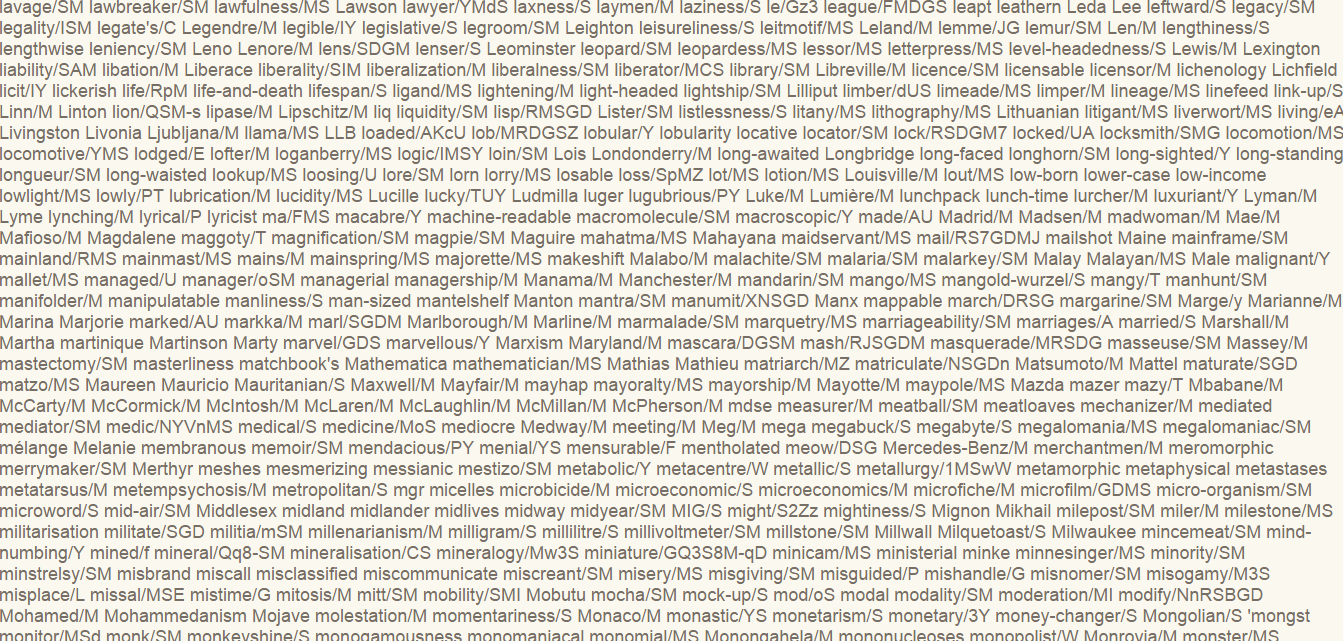 lavage/SM lawbreaker/SM lawfulness/MS Lawson lawyer/YMdS laxness/S laymen/M laziness/S le/Gz3 league/FMDGS leapt leathern Leda Lee leftward/S legacy/SM
legality/ISM legate's/C Legendre/M legible/IY legislative/S legroom/SM Leighton leisureliness/S leitmotif/MS Leland/M lemme/JG lemur/SM Len/M lengthiness/S
lengthwise leniency/SM Leno Lenore/M lens/SDGM lenser/S Leominster leopard/SM leopardess/MS lessor/MS letterpress/MS level-headedness/S Lewis/M Lexington
liability/SAM libation/M Liberace liberality/SIM liberalization/M liberalness/SM liberator/MCS library/SM Libreville/M licence/SM licensable licensor/M lichenology Lichfield
licit/IY lickerish life/RpM life-and-death lifespan/S ligand/MS lightening/M light-headed lightship/SM Lilliput limber/dUS limeade/MS limper/M lineage/MS linefeed link-up/S
Linn/M Linton lion/QSM-s lipase/M Lipschitz/M liq liquidity/SM lisp/RMSGD Lister/SM listlessness/S litany/MS lithography/MS Lithuanian litigant/MS liverwort/MS living/eA
Livingston Livonia Ljubljana/M llama/MS LLB loaded/AKcU lob/MRDGSZ lobular/Y lobularity locative locator/SM lock/RSDGM7 locked/UA locksmith/SMG locomotion/MS
locomotive/YMS lodged/E lofter/M loganberry/MS logic/IMSY loin/SM Lois Londonderry/M long-awaited Longbridge long-faced longhorn/SM long-sighted/Y long-standing
longueur/SM long-waisted lookup/MS loosing/U lore/SM lorn lorry/MS losable loss/SpMZ lot/MS lotion/MS Louisville/M lout/MS low-born lower-case low-income
lowlight/MS lowly/PT lubrication/M lucidity/MS Lucille lucky/TUY Ludmilla luger lugubrious/PY Luke/M Lumière/M lunchpack lunch-time lurcher/M luxuriant/Y Lyman/M
Lyme lynching/M lyrical/P lyricist ma/FMS macabre/Y machine-readable macromolecule/SM macroscopic/Y made/AU Madrid/M Madsen/M madwoman/M Mae/M
Mafioso/M Magdalene maggoty/T magnification/SM magpie/SM Maguire mahatma/MS Mahayana maidservant/MS mail/RS7GDMJ mailshot Maine mainframe/SM
mainland/RMS mainmast/MS mains/M mainspring/MS majorette/MS makeshift Malabo/M malachite/SM malaria/SM malarkey/SM Malay Malayan/MS Male malignant/Y
mallet/MS managed/U manager/oSM managerial managership/M Manama/M Manchester/M mandarin/SM mango/MS mangold-wurzel/S mangy/T manhunt/SM
manifolder/M manipulatable manliness/S man-sized mantelshelf Manton mantra/SM manumit/XNSGD Manx mappable march/DRSG margarine/SM Marge/y Marianne/M
Marina Marjorie marked/AU markka/M marl/SGDM Marlborough/M Marline/M marmalade/SM marquetry/MS marriageability/SM marriages/A married/S Marshall/M
Martha martinique Martinson Marty marvel/GDS marvellous/Y Marxism Maryland/M mascara/DGSM mash/RJSGDM masquerade/MRSDG masseuse/SM Massey/M
mastectomy/SM masterliness matchbook's Mathematica mathematician/MS Mathias Mathieu matriarch/MZ matriculate/NSGDn Matsumoto/M Mattel maturate/SGD
matzo/MS Maureen Mauricio Mauritanian/S Maxwell/M Mayfair/M mayhap mayoralty/MS mayorship/M Mayotte/M maypole/MS Mazda mazer mazy/T Mbabane/M
McCarty/M McCormick/M McIntosh/M McLaren/M McLaughlin/M McMillan/M McPherson/M mdse measurer/M meatball/SM meatloaves mechanizer/M mediated
mediator/SM medic/NYVnMS medical/S medicine/MoS mediocre Medway/M meeting/M Meg/M mega megabuck/S megabyte/S megalomania/MS megalomaniac/SM
mélange Melanie membranous memoir/SM mendacious/PY menial/YS mensurable/F mentholated meow/DSG Mercedes-Benz/M merchantmen/M meromorphic
merrymaker/SM Merthyr meshes mesmerizing messianic mestizo/SM metabolic/Y metacentre/W metallic/S metallurgy/1MSwW metamorphic metaphysical metastases
metatarsus/M metempsychosis/M metropolitan/S mgr micelles microbicide/M microeconomic/S microeconomics/M microfiche/M microfilm/GDMS micro-organism/SM
microword/S mid-air/SM Middlesex midland midlander midlives midway midyear/SM MIG/S might/S2Zz mightiness/S Mignon Mikhail milepost/SM miler/M milestone/MS
militarisation militate/SGD militia/mSM millenarianism/M milligram/S millilitre/S millivoltmeter/SM millstone/SM Millwall Milquetoast/S Milwaukee mincemeat/SM mind-
numbing/Y mined/f mineral/Qq8-SM mineralisation/CS mineralogy/Mw3S miniature/GQ3S8M-qD minicam/MS ministerial minke minnesinger/MS minority/SM
minstrelsy/SM misbrand miscall misclassified miscommunicate miscreant/SM misery/MS misgiving/SM misguided/P mishandle/G misnomer/SM misogamy/M3S
misplace/L missal/MSE mistime/G mitosis/M mitt/SM mobility/SMI Mobutu mocha/SM mock-up/S mod/oS modal modality/SM moderation/MI modify/NnRSBGD
Mohamed/M Mohammedanism Mojave molestation/M momentariness/S Monaco/M monastic/YS monetarism/S monetary/3Y money-changer/S Mongolian/S 'mongst
monitor/MSd monk/SM monkeyshine/S monogamousness monomaniacal monomial/MS Monongahela/M mononucleoses monopolist/W Monrovia/M monster/MS